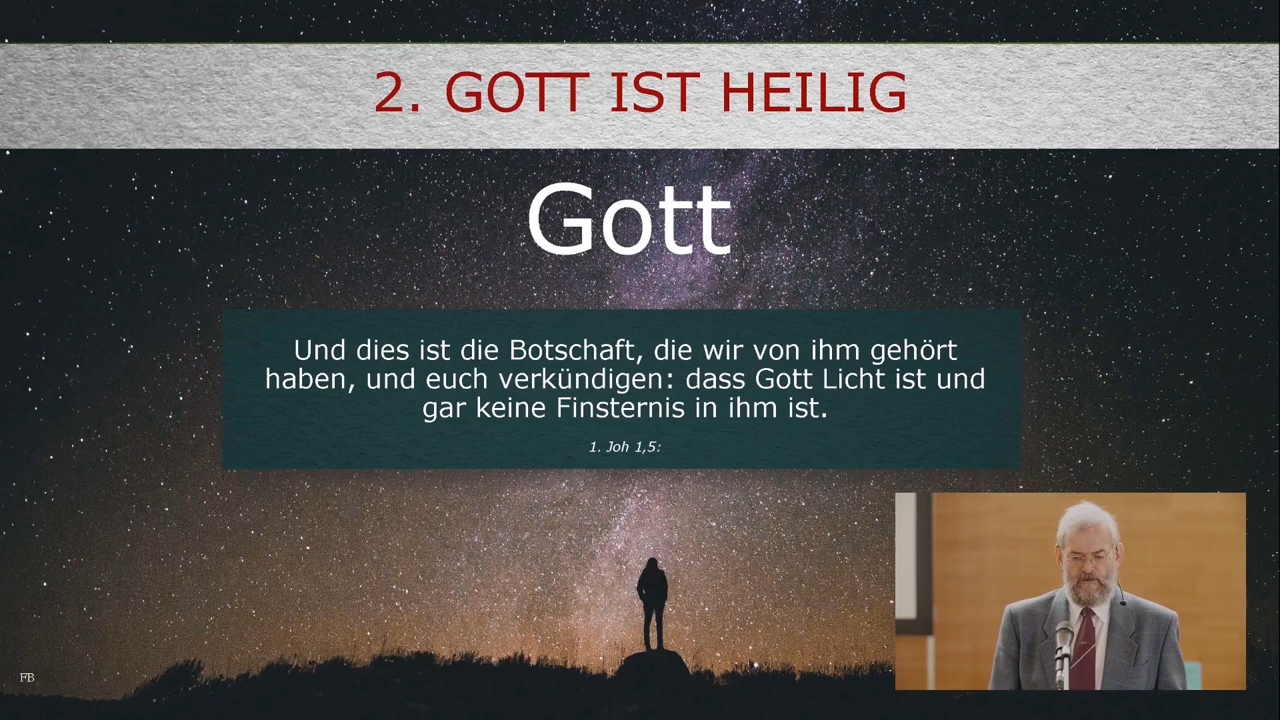 2. GOTT IST HEILIG
Gott
Und dies ist die Botschaft, die wir von ihm gehört
haben, und euch verkündigen: dass Gott Licht ist und
gar keine Finsternis in ihm ist.
1. Joh 1,5:
FB